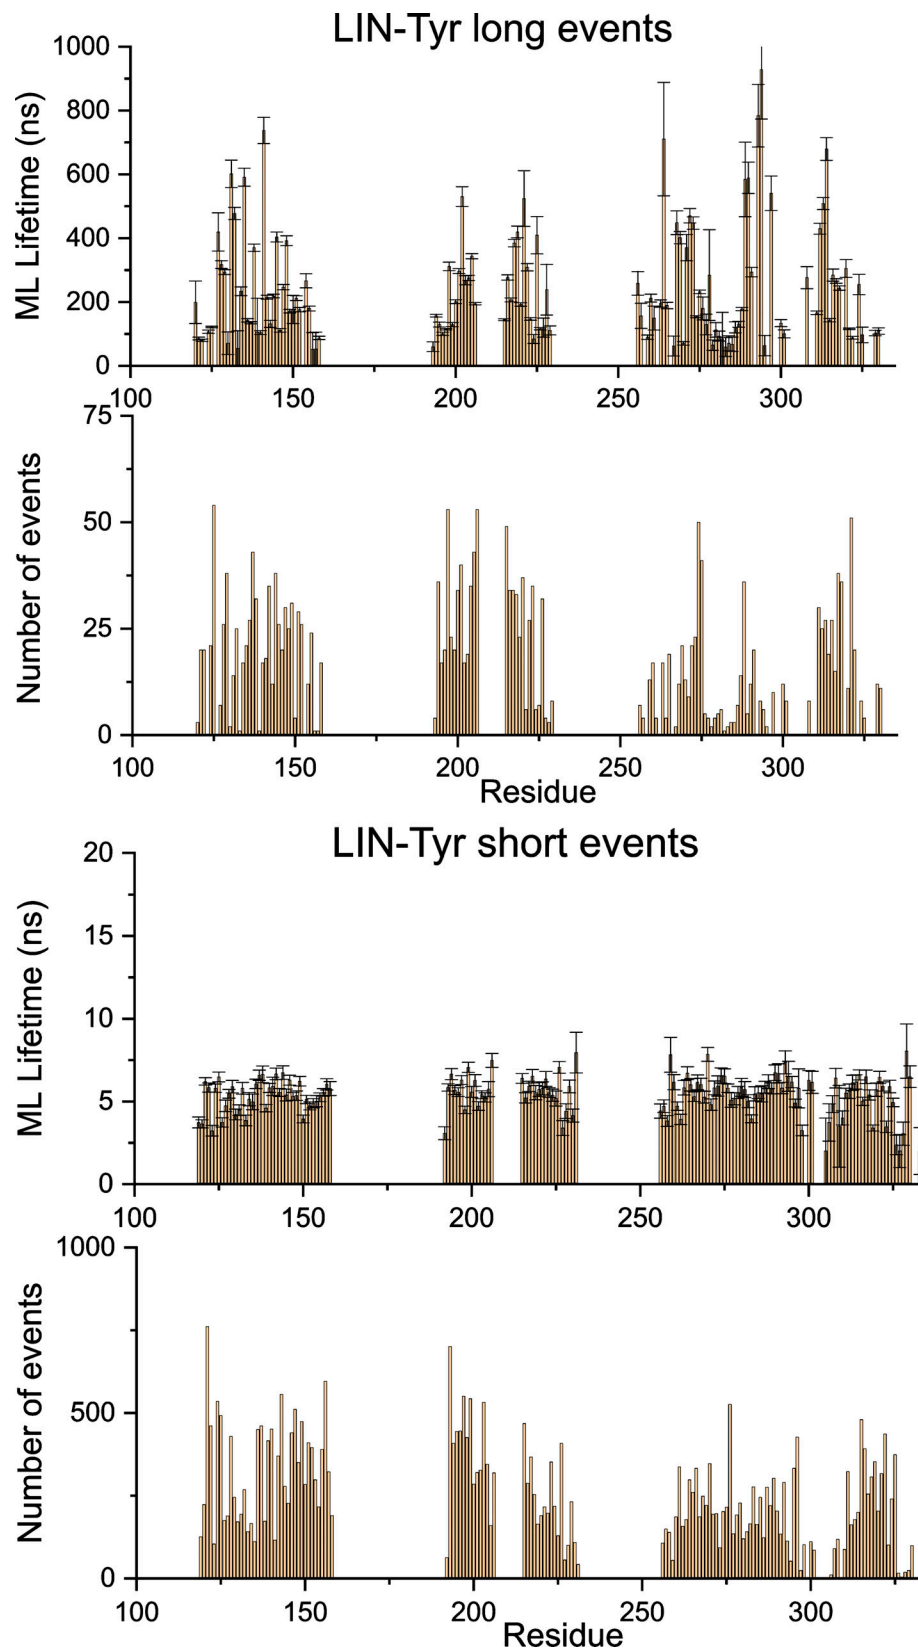 LIN-Tyr long events
ML Lifetime (ns)
1000
800
600
400
200
0
100 150 200 250 300
Number of events
75
50
25
0
100 150 200 250 300
Residue
LIN-Tyr short events
ML Lifetime (ns)
20
15
10
5
0
100 150 200 250 300
Number of events
1000
500
0
100 150 200 250 300
Residue